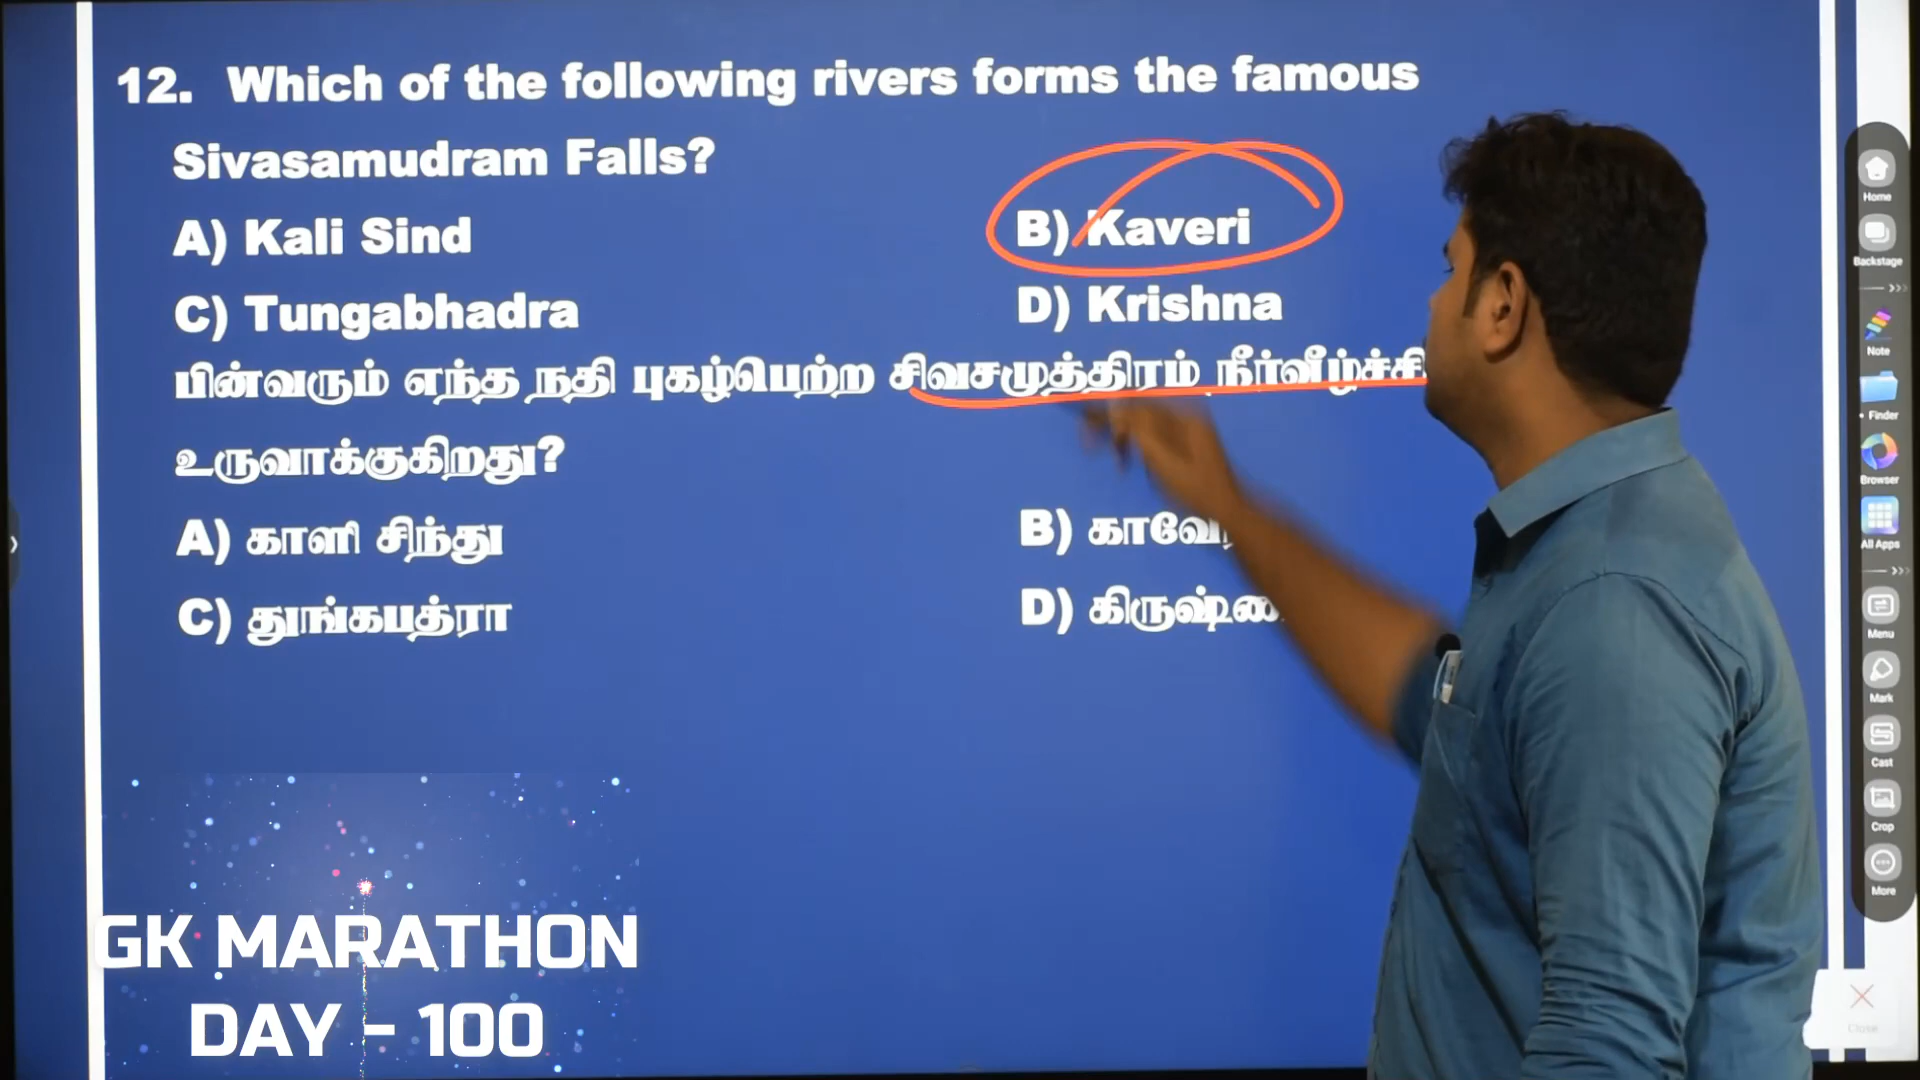 12. Which of the following rivers forms the famous
Sivasamudram Falls?
A) Kali Sind
B) Kaveri
C) Tungabhadra
D) Krishna
பின்வரும் எந்த நதி புகழ்பெற்ற சிவசமுத்திரம்
உருவாக்குகிறது?
A) காளி சிந்து
B)
C) துங்கபத்ரா
D)
GK MARATHON
DAY - 100
Home
Backstage
Note
Finder
Browser
All Apps
Menu
Mark
Cast
Crop
More
Close